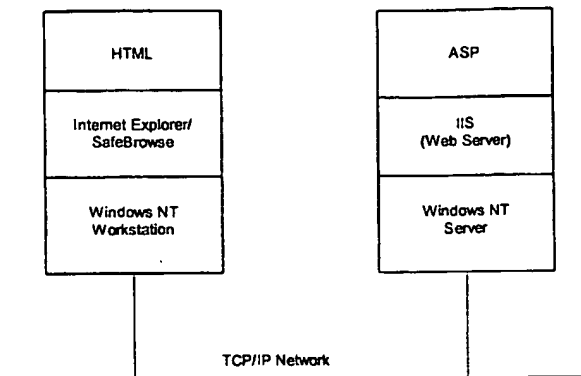 HTML
Internet Explorer/
SafeBrowse
Windows NT
Workstation
ASP
IIS
(Web Server)
Windows NT
Server
TCP/IP Network